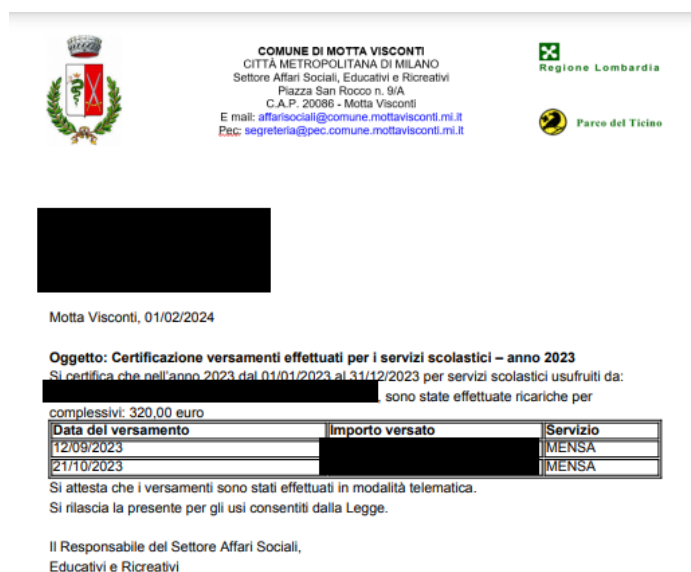 COMUNE DI MOTTA VISCONTI
CITTÀ METROPOLITANA DI MILANO
Settore Affari Sociali, Educativi e Ricreativi
Piazza San Rocco n. 9/A
C.A.P. 20086 - Motta Visconti
E mail: affarisociali@comune.mottavisconti.mi.it
Pec: segreteria@pec.comune.mottavisconti.mi.it
Regione Lombardia
Parco del Ticino
Motta Visconti, 01/02/2024
Oggetto: Certificazione versamenti effettuati per i servizi scolastici – anno 2023
Si certifica che nell'anno 2023 dal 01/01/2023 al 31/12/2023 per servizi scolastici usufruiti da:
, sono state effettuate ricariche per
complessivi: 320,00 euro
Data del versamento Importo versato Servizio
12/09/2023 MENSA
21/10/2023 MENSA
Si attesta che i versamenti sono stati effettuati in modalità telematica.
Si rilascia la presente per gli usi consentiti dalla Legge.
Il Responsabile del Settore Affari Sociali,
Educativi e Ricreativi